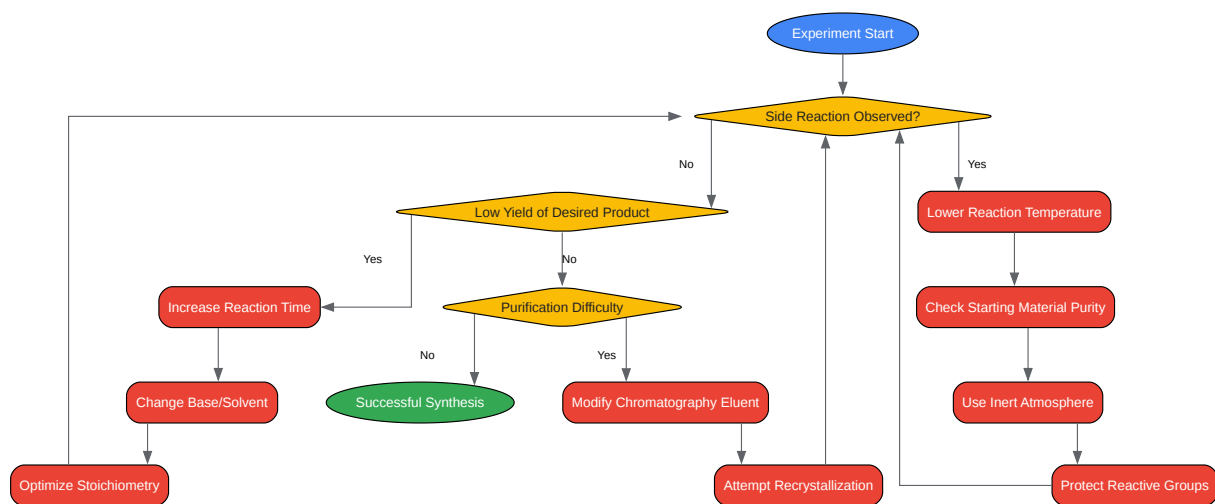 Experiment Start
Side Reaction Observed?
No
Yes
Low Yield of Desired Product
Lower Reaction Temperature
Yes
No
Increase Reaction Time
Purification Difficulty
Check Starting Material Purity
No
Yes
Change Base/Solvent
Successful Synthesis
Modify Chromatography Eluent
Use Inert Atmosphere
Optimize Stoichiometry
Attempt Recrystallization
Protect Reactive Groups